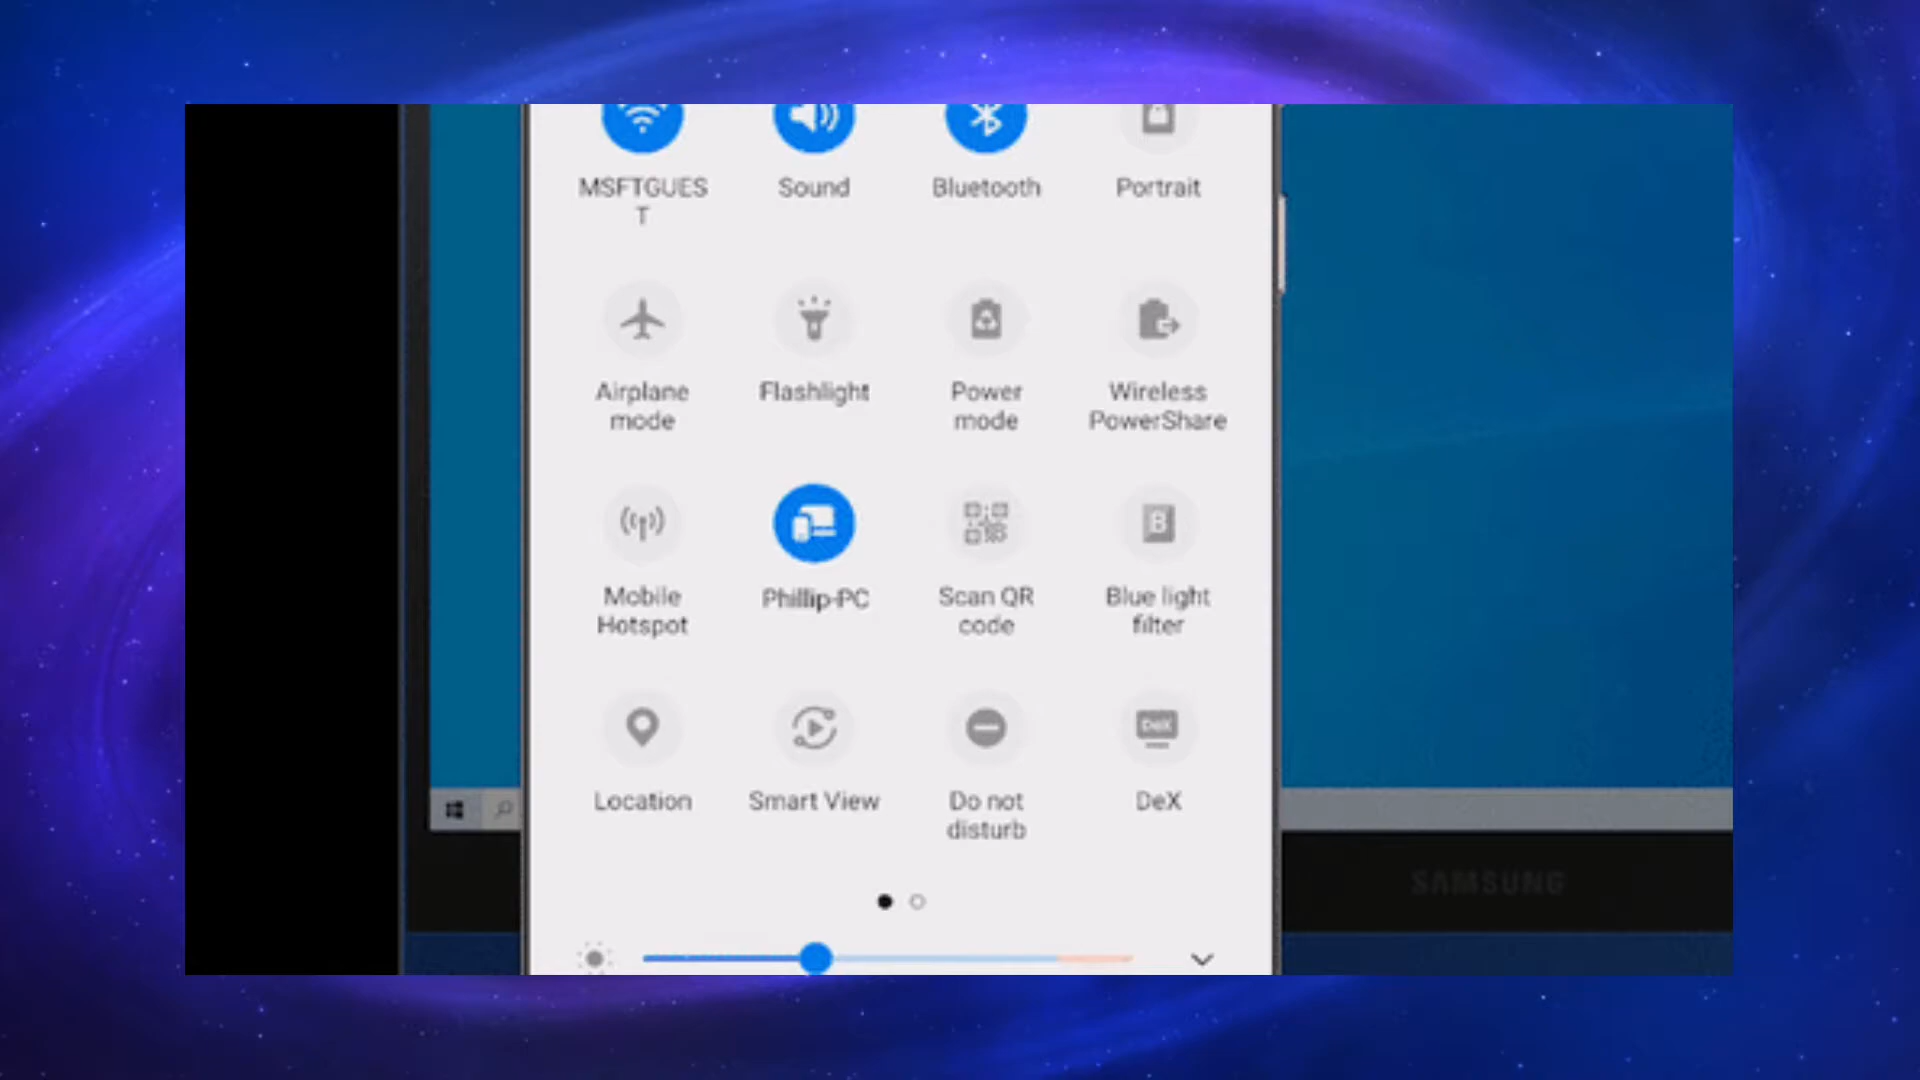 MSFTGUES
T
Sound
Bluetooth
Portrait
Airplane
mode
Flashlight
Power
mode
Wireless
PowerShare
Mobile
Hotspot
Phillip-PC
Scan QR
code
B
Blue light
filter
Location
Smart View
Do not
disturb
DeX
DeX
SAMSUNG